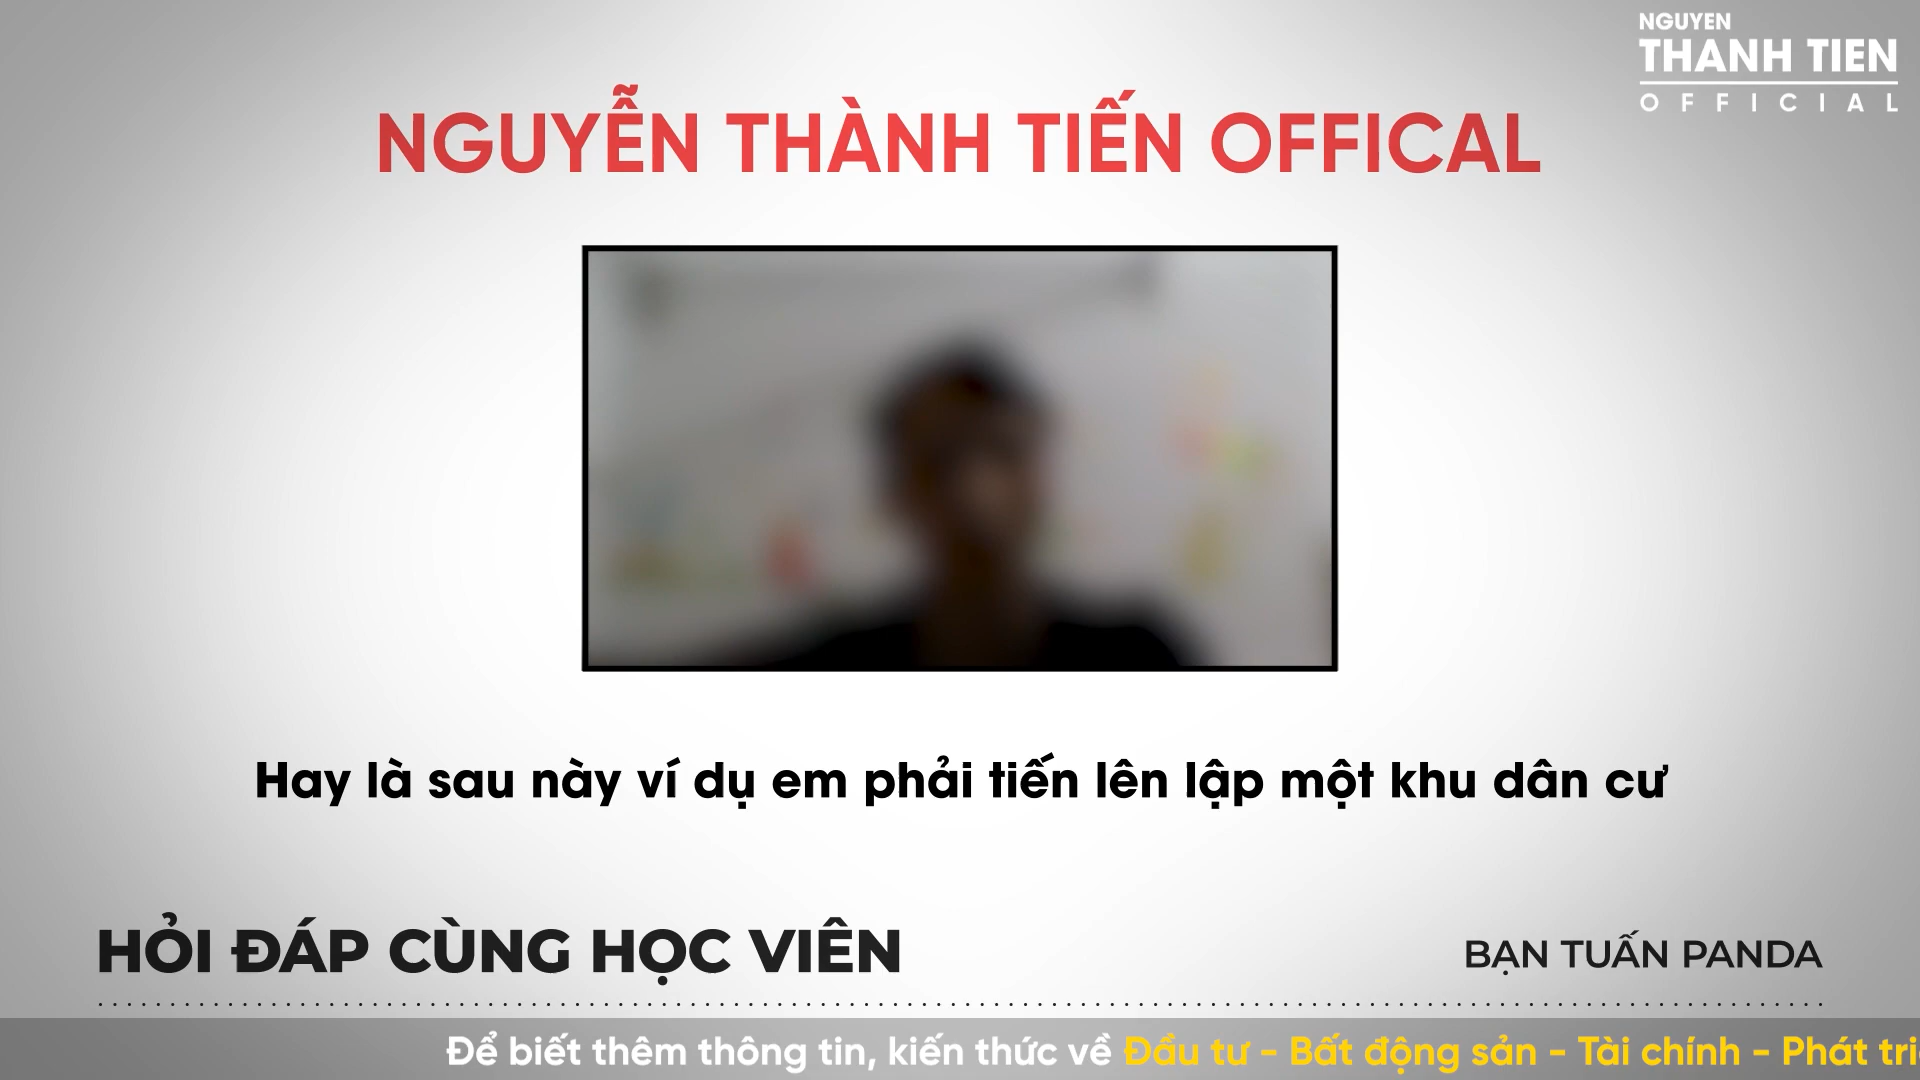 NGUYEN
THANH TIEN
OFFICIAL
NGUYỄN THÀNH TIẾN OFFICAL
Hay là sau này ví dụ em phải tiến lên lập một khu dân cư
HỎI ĐÁP CÙNG HỌC VIÊN
BẠN TUẤN PANDA
Để biết thêm thông tin, kiến thức về Đầu tư - Bất động sản - Tài chính - Phát